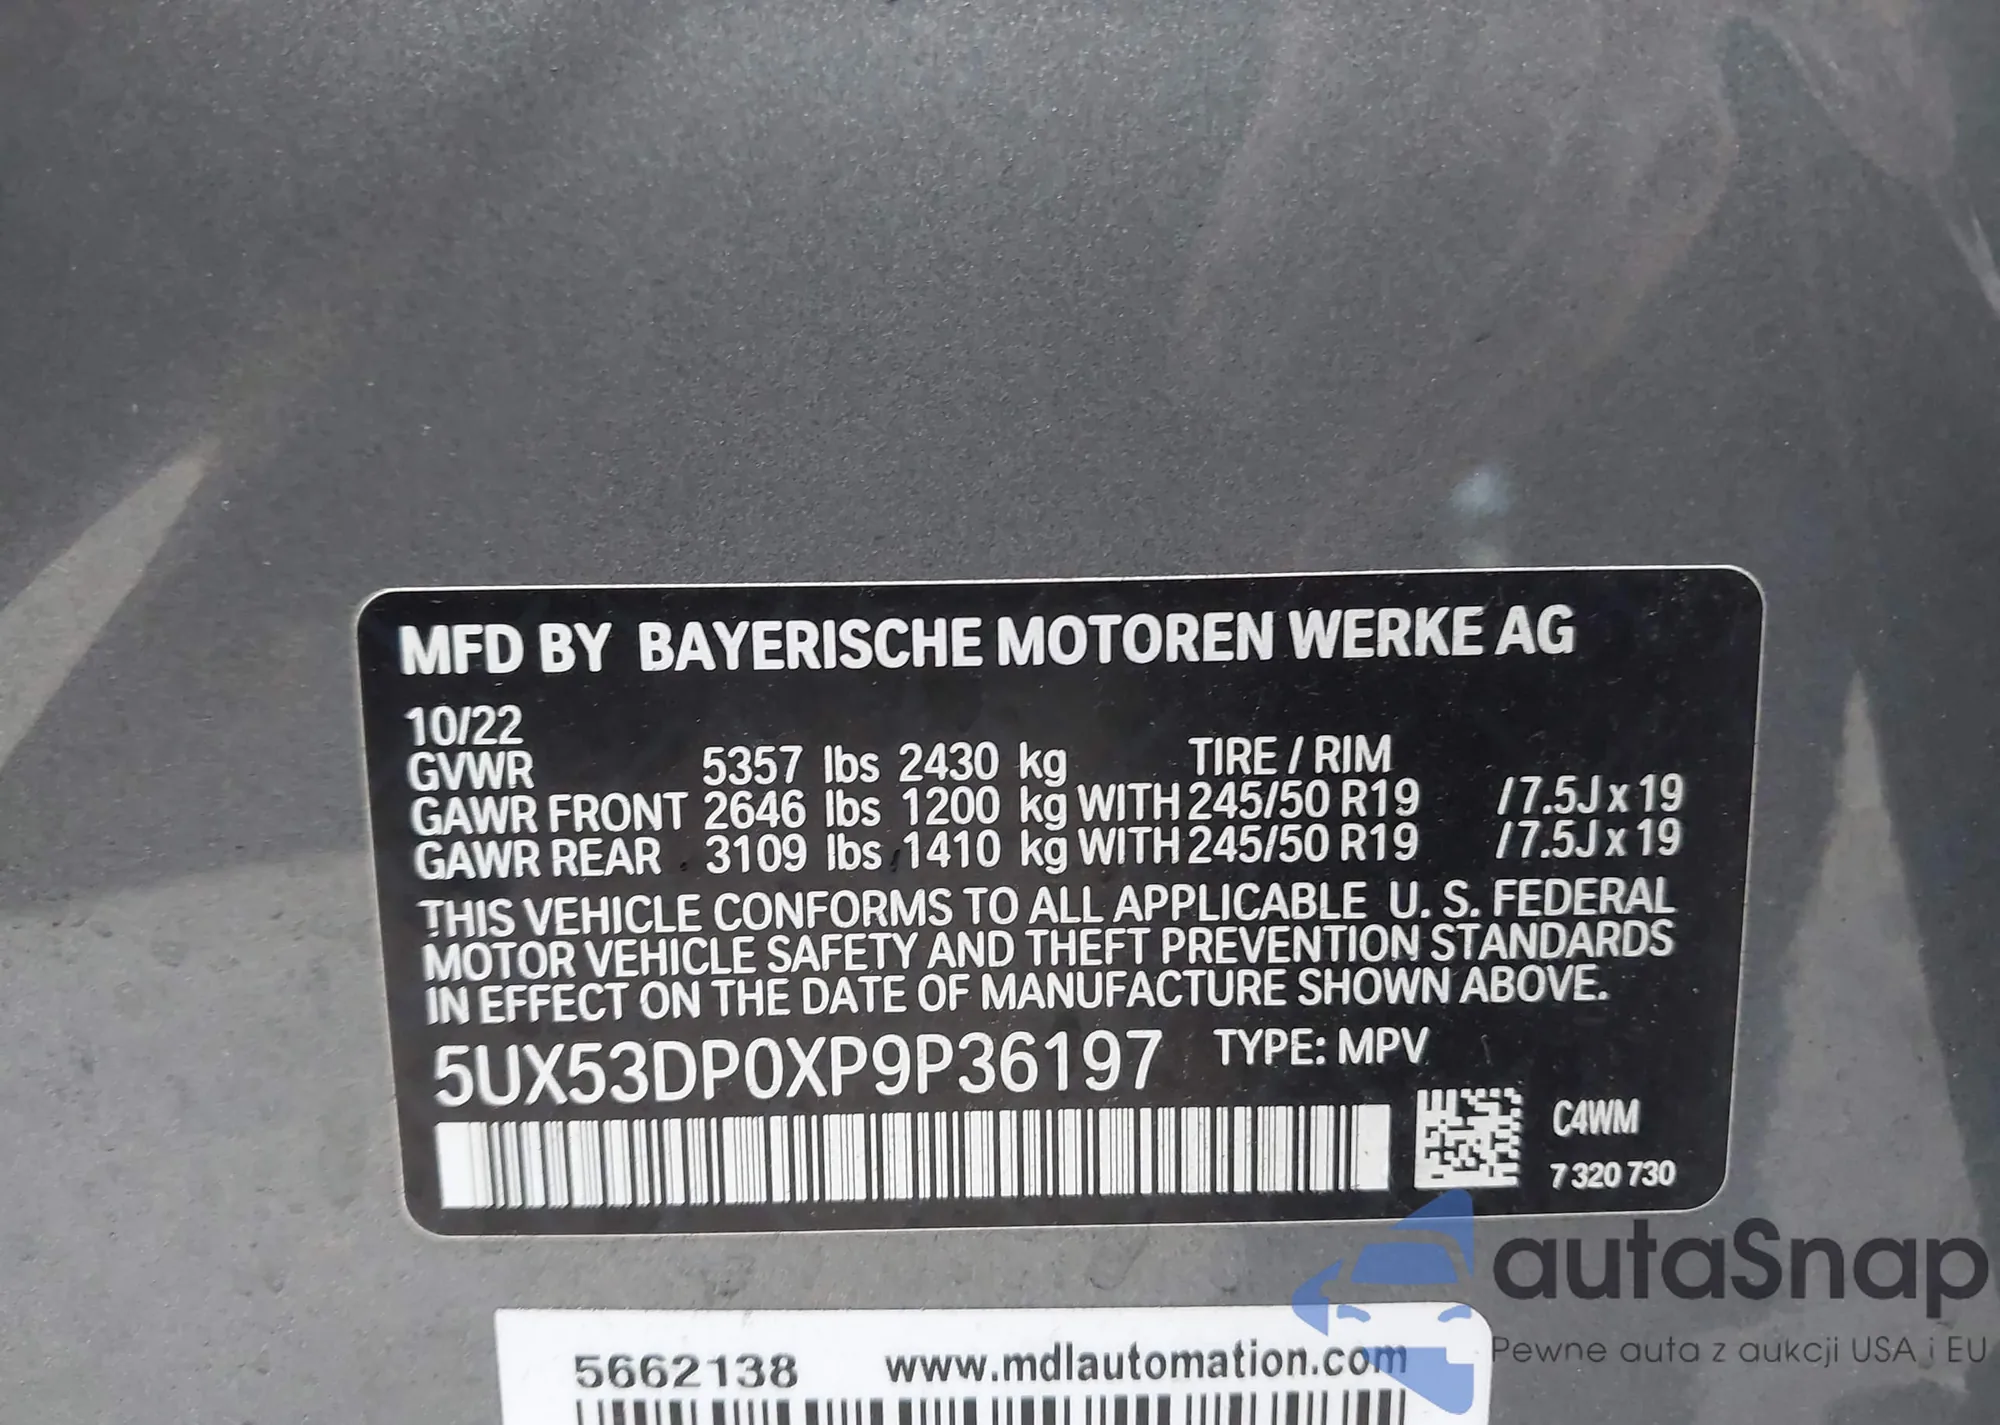 MFD BY BAYERISCHE MOTOREN WERKE AG
10/22
GVWR 5357 lbs 2430 kg TIRE / RIM
GAWR FRONT 2646 lbs 1200 kg WITH 245/50 R19 / 7.5J x 19
GAWR REAR 3109 lbs 1410 kg WITH 245/50 R19 / 7.5J x 19
THIS VEHICLE CONFORMS TO ALL APPLICABLE U. S. FEDERAL
MOTOR VEHICLE SAFETY AND THEFT PREVENTION STANDARDS
IN EFFECT ON THE DATE OF MANUFACTURE SHOWN ABOVE.
5UX53DP0XP9P36197 TYPE: MPV
C4WM
7 320 730
autaSnap
Pewne auta z aukcji USA i EU
5662138 www.mdlautomation.com